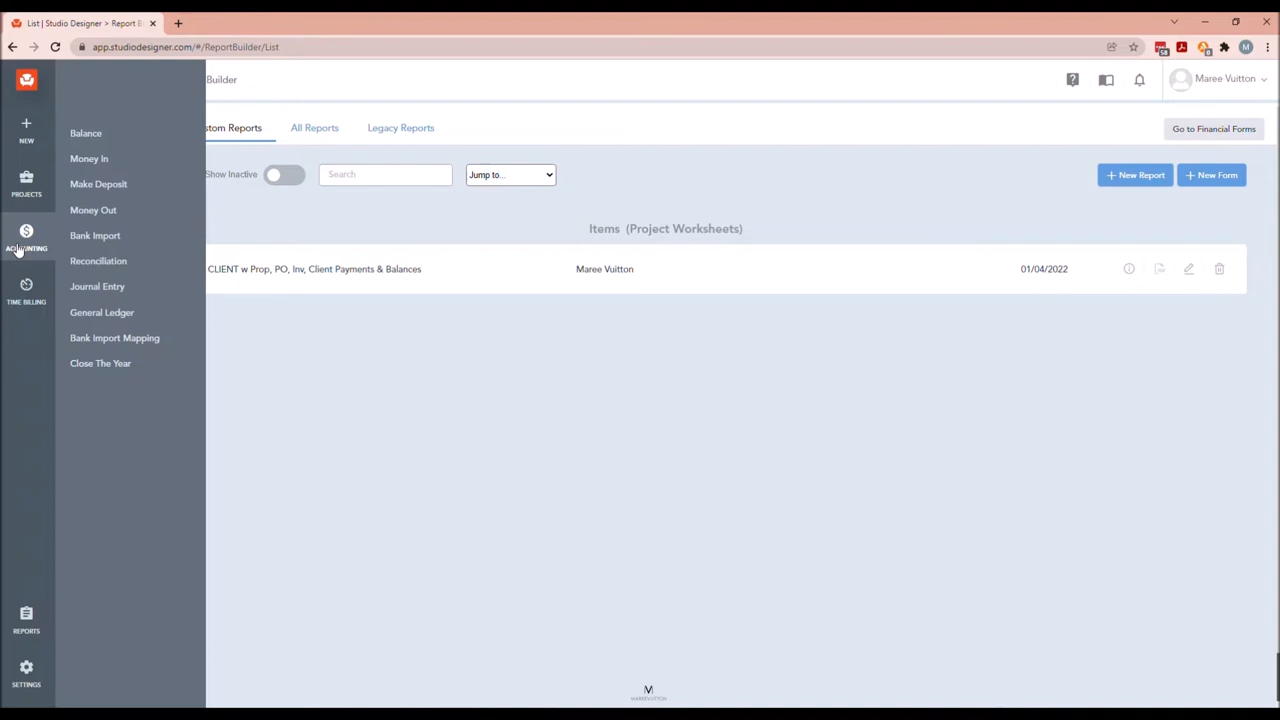 List | Studio Designer > Report B
app.studiodesigner.com/#/ReportBuilder/List
58
0
M
Builder
Maree Vuitton
NEW
PROJECTS
ACCOUNTING
TIME BILLING
REPORTS
SETTINGS
Balance
Money In
Make Deposit
Money Out
Bank Import
Reconciliation
Journal Entry
General Ledger
Bank Import Mapping
Close The Year
stom Reports
All Reports
Legacy Reports
Go to Financial Forms
Show Inactive
Search
Jump to...
+ New Report
+ New Form
Items (Project Worksheets)
CLIENT w Prop, PO, Inv, Client Payments & Balances
Maree Vuitton
01/04/2022
M
MAREEVUITTON